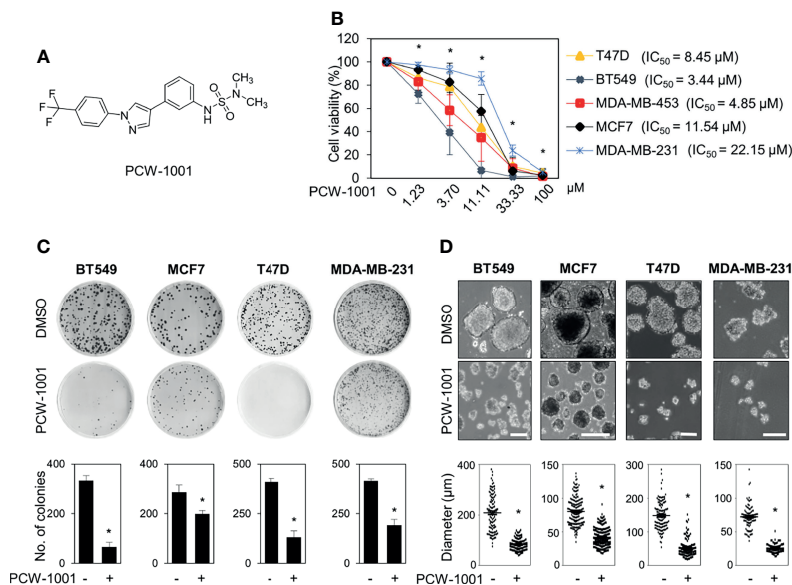 A
F
F
F
N
N
N
H
S
O
O
N
CH3
CH3
PCW-1001
B
Cell viability (%)
120
100
80
60
40
20
0
PCW-1001
0
1.23
3.70
11.11
33.33
100
μM
* * * * *
T47D (IC50 = 8.45 μM)
BT549 (IC50 = 3.44 μM)
MDA-MB-453 (IC50 = 4.85 μM)
MCF7 (IC50 = 11.54 μM)
MDA-MB-231 (IC50 = 22.15 μM)
C
BT549 MCF7 T47D MDA-MB-231
DMSO
PCW-1001
No. of colonies
400 400 500 500
200 200 250 250
0 0 0 0
* * * *
PCW-1001 - + - + - + - +
D
BT549 MCF7 T47D MDA-MB-231
DMSO
PCW-1001
Diameter (μm)
400 150 300 150
300 100 200 100
200 50 100 50
100 0 0 0
0
* * * *
PCW-1001 - + - + - + - +